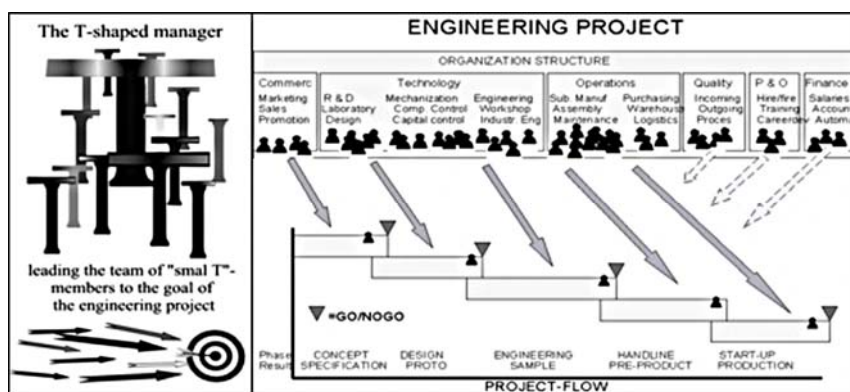 The T-shaped manager
leading the team of "smal T"-
members to the goal of
the engineering project
ENGINEERING PROJECT
ORGANIZATION STRUCTURE
Commerc
Marketing
Sales
Promotion
Technology
R & D
Laboratory
Design
Mechanization
Comp. Control
Capital control
Engineering
Workshop
Industr. Eng
Operations
Sub. Manuf
Assembly
Maintenance
Purchasing
Warehouse
Logistics
Quality
Incoming
Outgoing
Proces
P & O
Hire/fire
Training
Careerdev
Finance
Salaries
Accoun
Autom
=GO/NOGO
Phase
Result
CONCEPT
SPECIFICATION
DESIGN
PROTO
ENGINEERING
SAMPLE
HANDLINE
PRE-PRODUCT
START-UP
PRODUCTION
PROJECT-FLOW